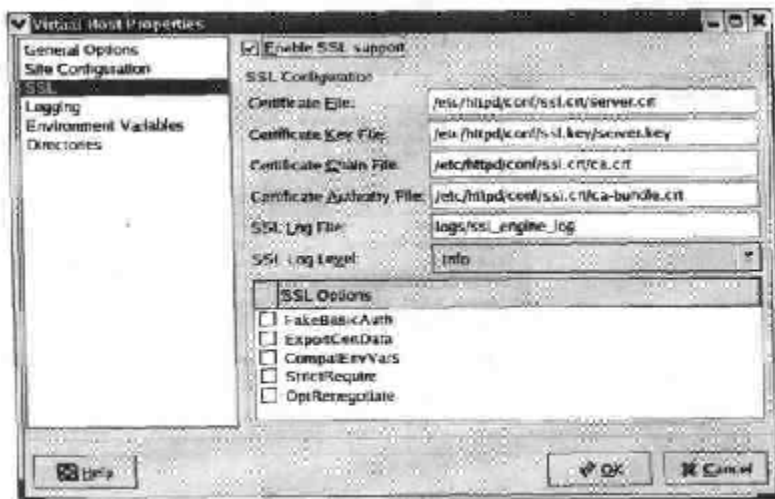 Virtual Host Properties
General Options
Site Configuration
SSL
Logging
Environment Variables
Directories
Enable SSL support
SSL Configuration
Certificate File: /etc/httpd/conf/ssl.crt/server.crt
Certificate Key File: /etc/httpd/conf/ssl.key/server.key
Certificate Chain File: /etc/httpd/conf/ssl.crt/ca.crt
Certificate Authority File: /etc/httpd/conf/ssl.crt/ca-bundle.crt
SSL Log File: logs/ssl_engine_log
SSL Log Level: Info
SSL Options
FakeBasicAuth
ExportCertData
CompatEnvVars
StrictRequire
OptRenegotiate
Help
OK
Cancel